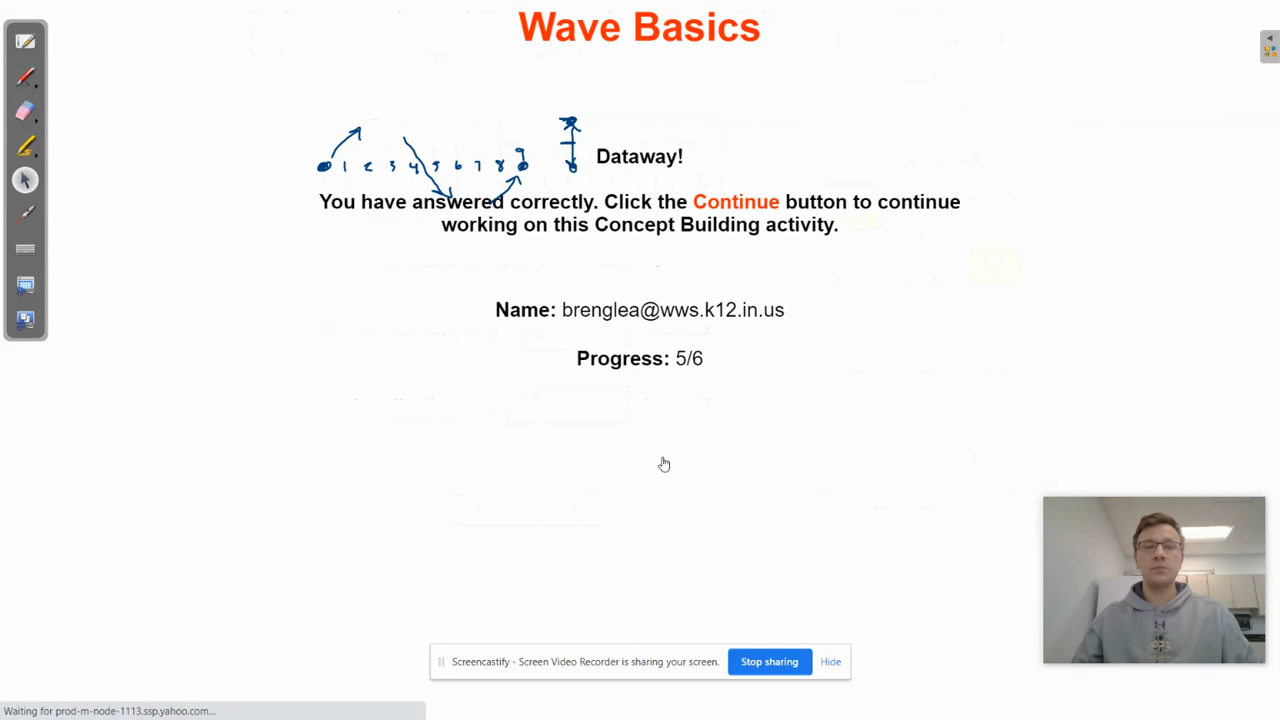 Wave Basics
1 2 3 4 5 6 7 8 9
Dataway!
You have answered correctly. Click the Continue button to continue
working on this Concept Building activity.
Name: brenglea@wws.k12.in.us
Progress: 5/6
Screencastify - Screen Video Recorder is sharing your screen.
Stop sharing
Hide
Waiting for prod-m-node-1113.ssp.yahoo.com...